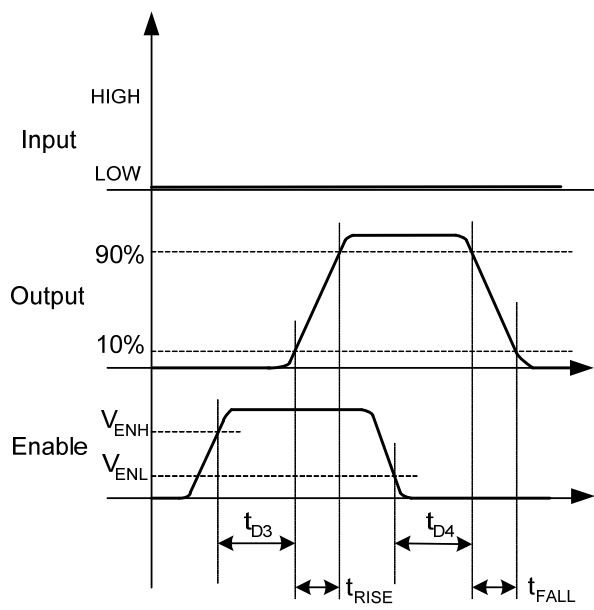 HIGH
Input
LOW
90%
Output
10%
VENH
Enable
VENL
tD3
tD4
tRISE
tFALL